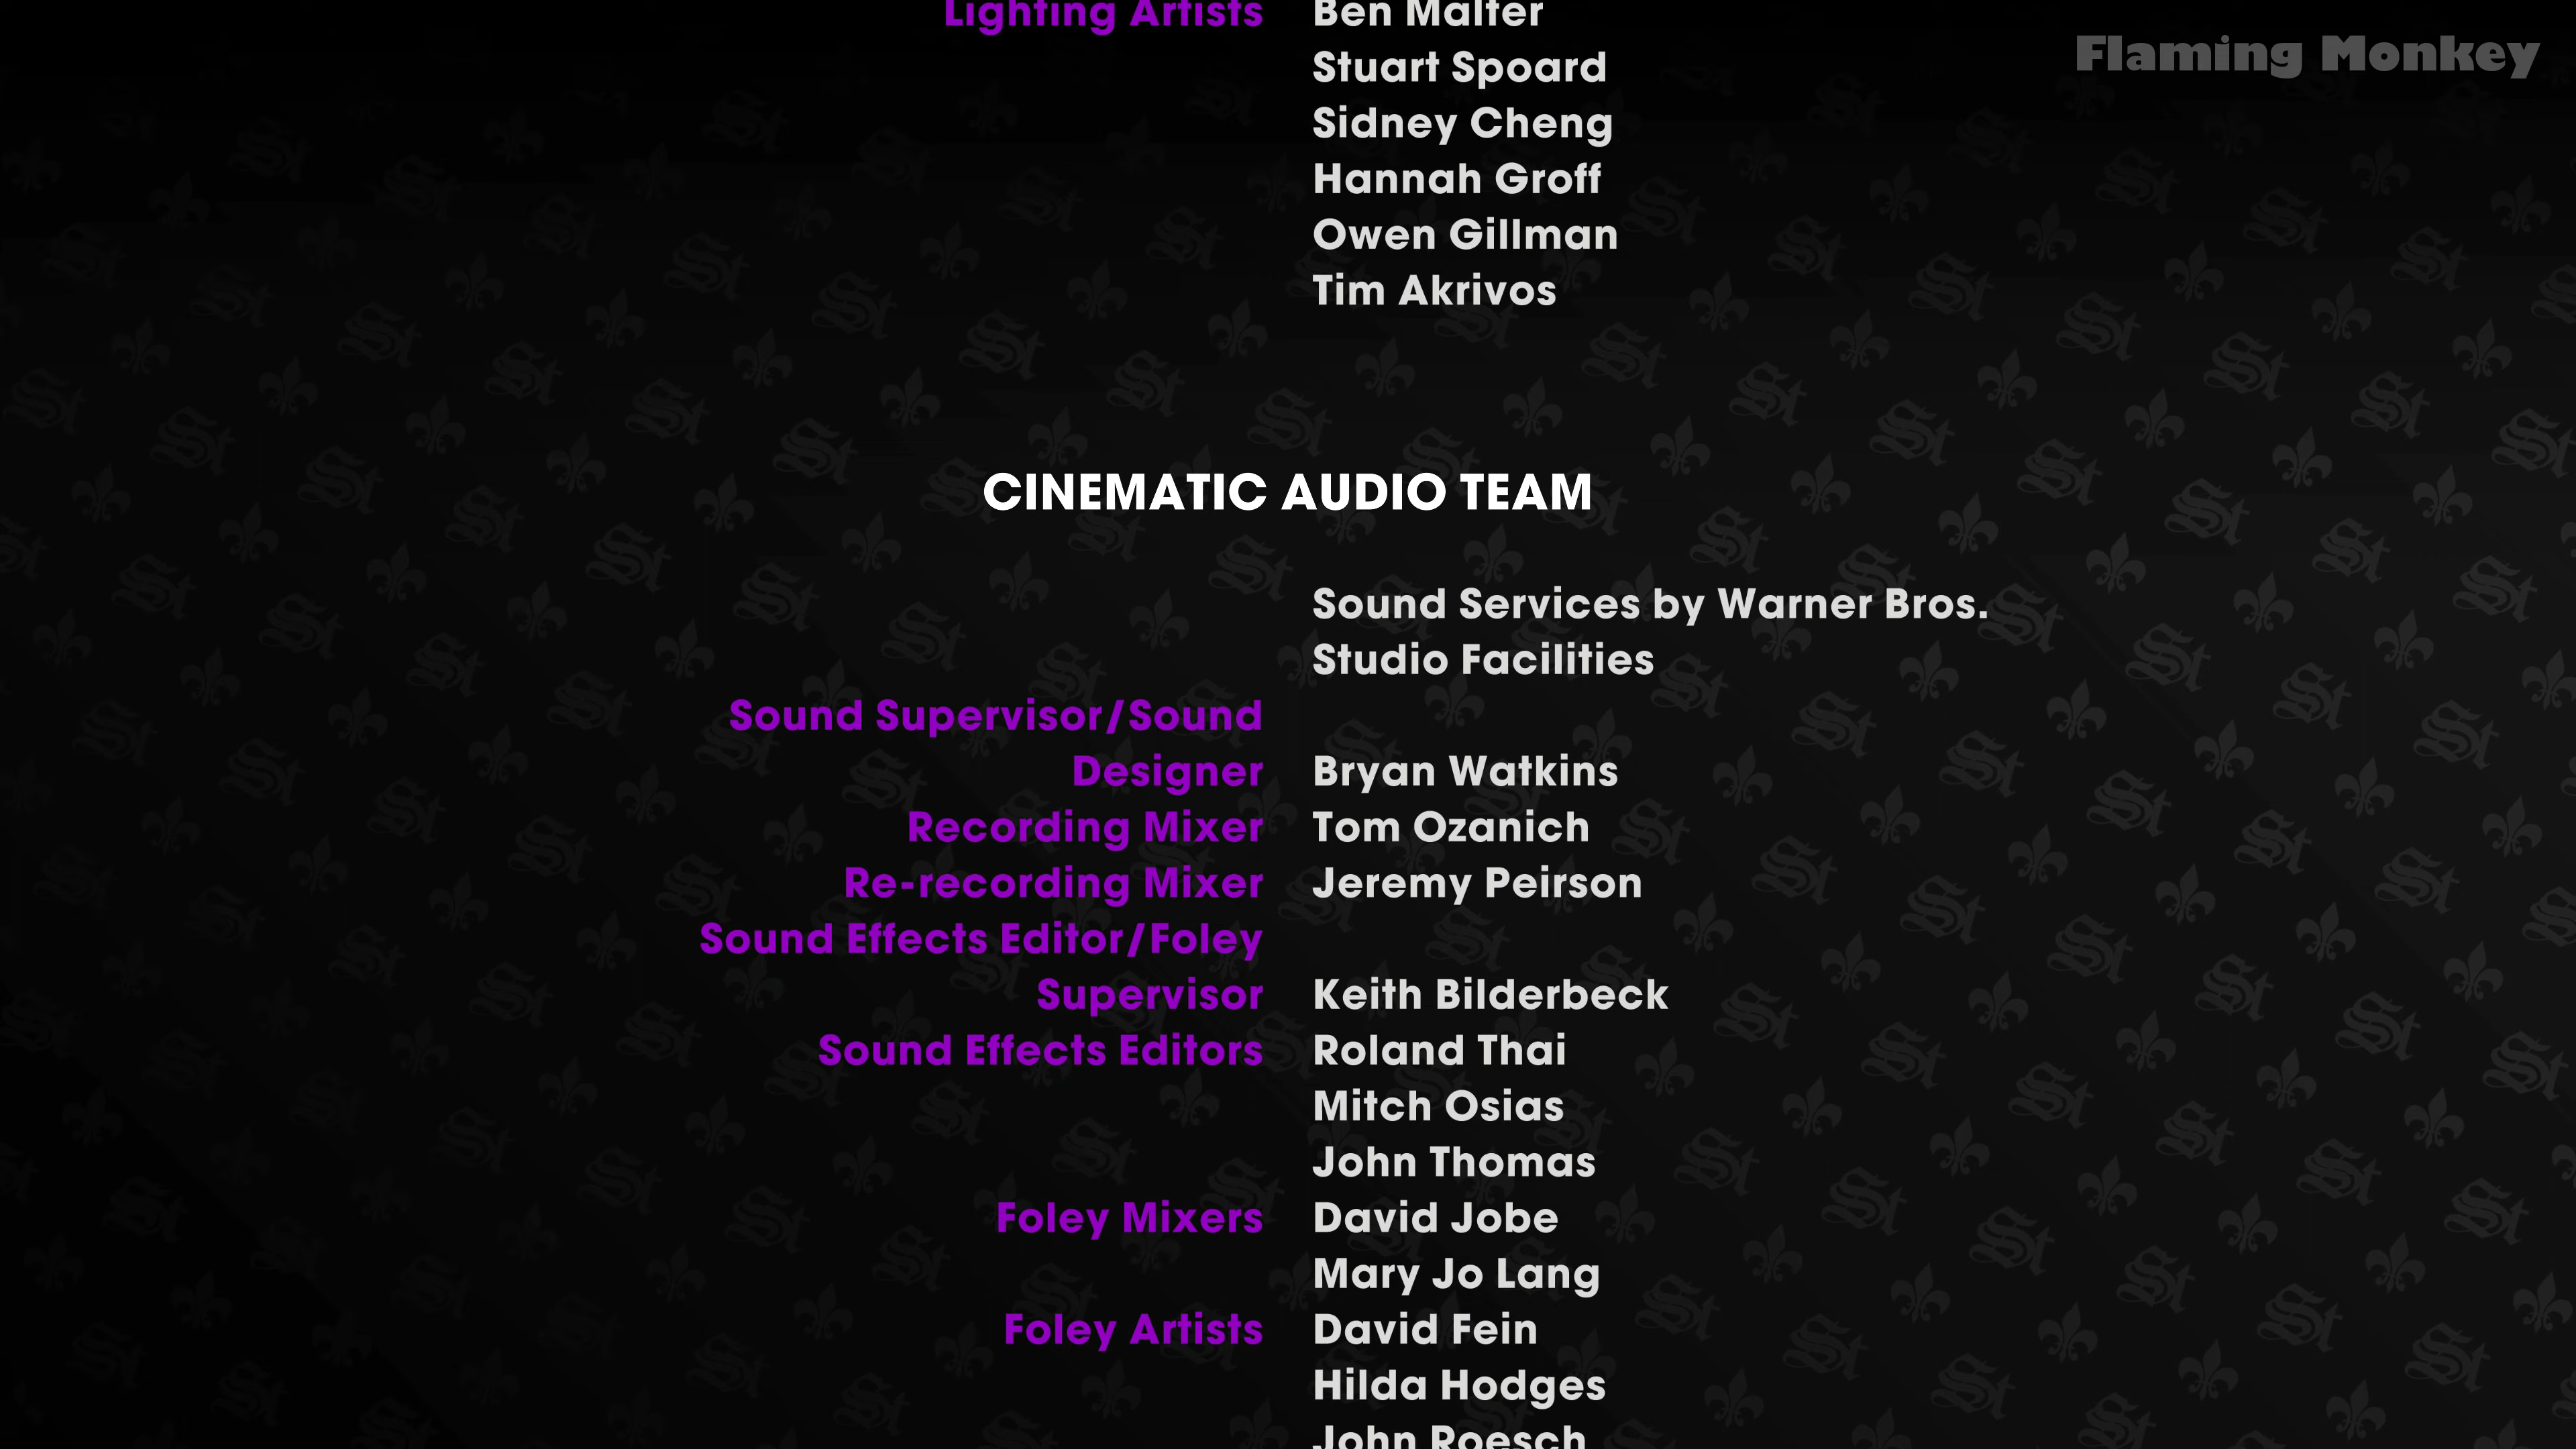 Lighting Artists Ben Malter
Flaming Monkey
Stuart Spoard
Sidney Cheng
Hannah Groff
Owen Gillman
Tim Akrivos
CINEMATIC AUDIO TEAM
Sound Services by Warner Bros.
Studio Facilities
Sound Supervisor/Sound
Designer Bryan Watkins
Recording Mixer Tom Ozanich
Re-recording Mixer Jeremy Peirson
Sound Effects Editor/Foley
Supervisor Keith Bilderbeck
Sound Effects Editors Roland Thai
Mitch Osias
John Thomas
Foley Mixers David Jobe
Mary Jo Lang
Foley Artists David Fein
Hilda Hodges
John Roesch